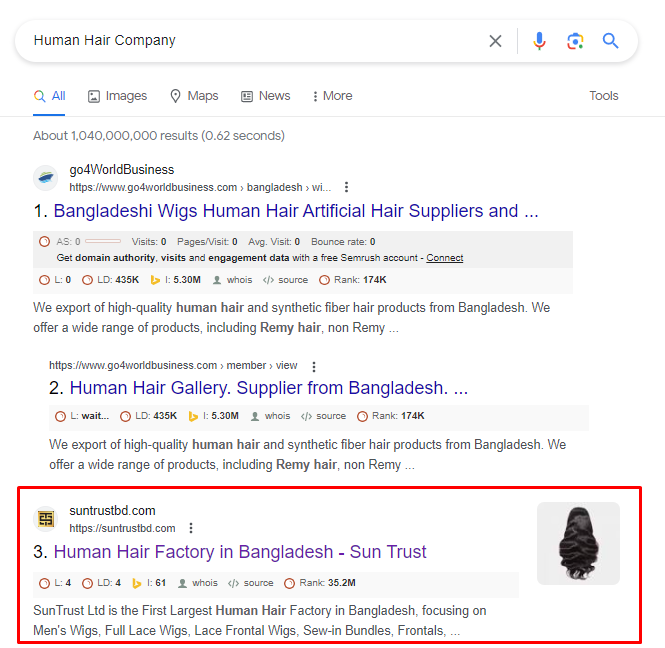 Human Hair Company
All Images Maps News More Tools
About 1,040,000,000 results (0.62 seconds)
go4WorldBusiness
https://www.go4worldbusiness.com › bangladesh › wi...
1. Bangladeshi Wigs Human Hair Artificial Hair Suppliers and ...
AS: 0 Visits: 0 Pages/Visit: 0 Avg. Visit: 0 Bounce rate: 0
Get domain authority, visits and engagement data with a free Semrush account - Connect
L: 0 LD: 435K I: 5.30M whois source Rank: 174K
We export of high-quality human hair and synthetic fiber hair products from Bangladesh. We
offer a wide range of products, including Remy hair, non Remy ...
https://www.go4worldbusiness.com › member › view
2. Human Hair Gallery. Supplier from Bangladesh. ...
L: wait... LD: 435K I: 5.30M whois source Rank: 174K
We export of high-quality human hair and synthetic fiber hair products from Bangladesh. We
offer a wide range of products, including Remy hair, non Remy ...
suntrustbd.com
https://suntrustbd.com
3. Human Hair Factory in Bangladesh - Sun Trust
L: 4 LD: 4 I: 61 whois source Rank: 35.2M
SunTrust Ltd is the First Largest Human Hair Factory in Bangladesh, focusing on
Men's Wigs, Full Lace Wigs, Lace Frontal Wigs, Sew-in Bundles, Frontals, ...